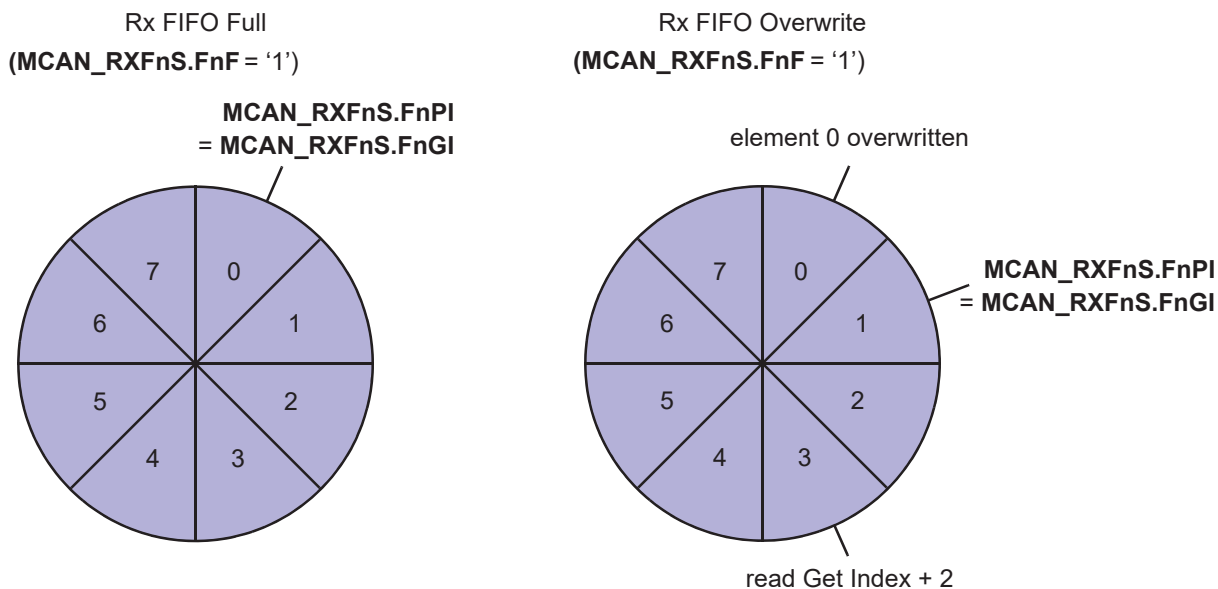 Rx FIFO Full
(MCAN_RXFnS.FnF = ‘1’)
MCAN_RXFnS.FnPI
= MCAN_RXFnS.FnGI
7
0
6
1
5
2
4
3
Rx FIFO Overwrite
(MCAN_RXFnS.FnF = ‘1’)
element 0 overwritten
MCAN_RXFnS.FnPI
= MCAN_RXFnS.FnGI
7
0
6
1
5
2
4
3
read Get Index + 2